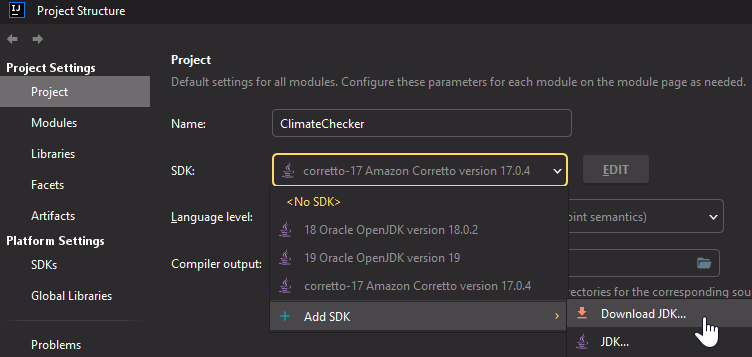 IJ
Project Structure
Project Settings
Project
Modules
Libraries
Facets
Artifacts
Platform Settings
SDKs
Global Libraries
Problems
Project
Default settings for all modules. Configure these parameters for each module on the module page as needed.
Name:
ClimateChecker
SDK:
corretto-17 Amazon Corretto version 17.0.4
EDIT
<No SDK>
Language level:
18 Oracle OpenJDK version 18.0.2
semantics)
19 Oracle OpenJDK version 19
Compiler output:
corretto-17 Amazon Corretto version 17.0.4
for the corresponding
+ Add SDK
Download JDK...
JDK...